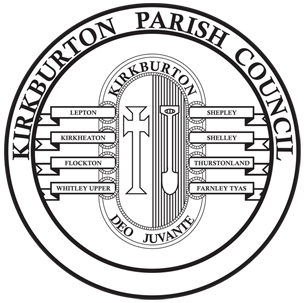 KIRKBURTON PARISH COUNCIL
KIRKBURTON
LEPTON
KIRKHEATON
FLOCKTON
WHITLEY UPPER
SHEPLEY
SHELLEY
THURSTONLAND
FARNLEY TYAS
DEO JUVANTE